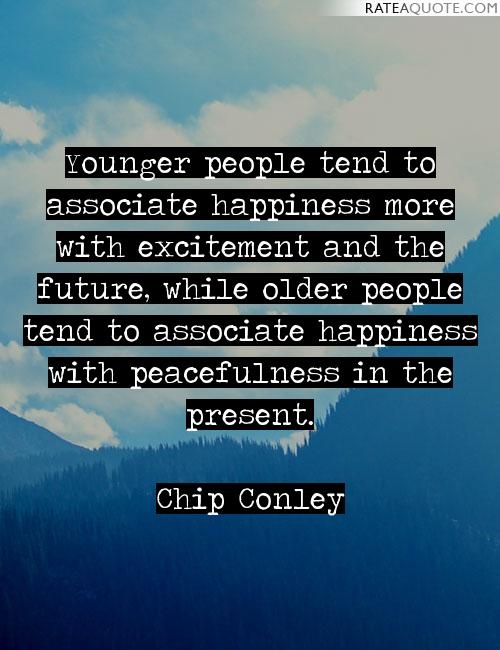 RATEAQUOTE.COM
Younger people tend to
associate happiness more
with excitement and the
future, while older people
tend to associate happiness
with peacefulness in the
present.
Chip Conley